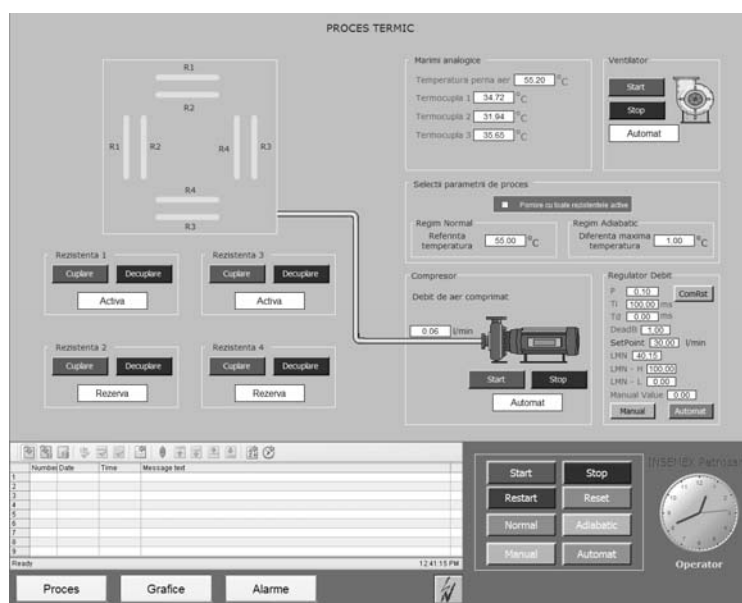 PROCES TERMIC
R1
R2
R1 R2 R4 R3
R4
R3
Rezistenta 1
Cuplare Decuplare
Activa
Rezistenta 3
Cuplare Decuplare
Activa
Rezistenta 2
Cuplare Decuplare
Rezerva
Rezistenta 4
Cuplare Decuplare
Rezerva
Marimi analogice
Temperatura perna aer 55.20 °C
Termocupla 1 34.72 °C
Termocupla 2 31.94 °C
Termocupla 3 35.65 °C
Ventilator
Start
Stop
Automat
Selectii parametrii de proces
Pornire cu toate rezistentele active
Regim Normal
Referinta
temperatura 55.00 °C
Regim Adiabatic
Diferenta maxima
temperatura 1.00 °C
Compresor
Debit de aer comprimat
0.06 l/min
Start Stop
Automat
Regulator Debit
P 0.10 ComRst
Ti 100.00 ms
Td 0.00 ms
DeadB 1.00
SetPoint 30.00 l/min
LMN 40.15
LMN - H 100.00
LMN - L 0.00
Manual Value 0.00
Manual Automat
Number Date Time Message text
1
2
3
4
5
6
7
8
9
Ready 12:41:15 PM
Start Stop
Restart Reset
Normal Adiabatic
Manual Automat
INSEMEX Petrosani
Operator
Proces Grafice Alarme